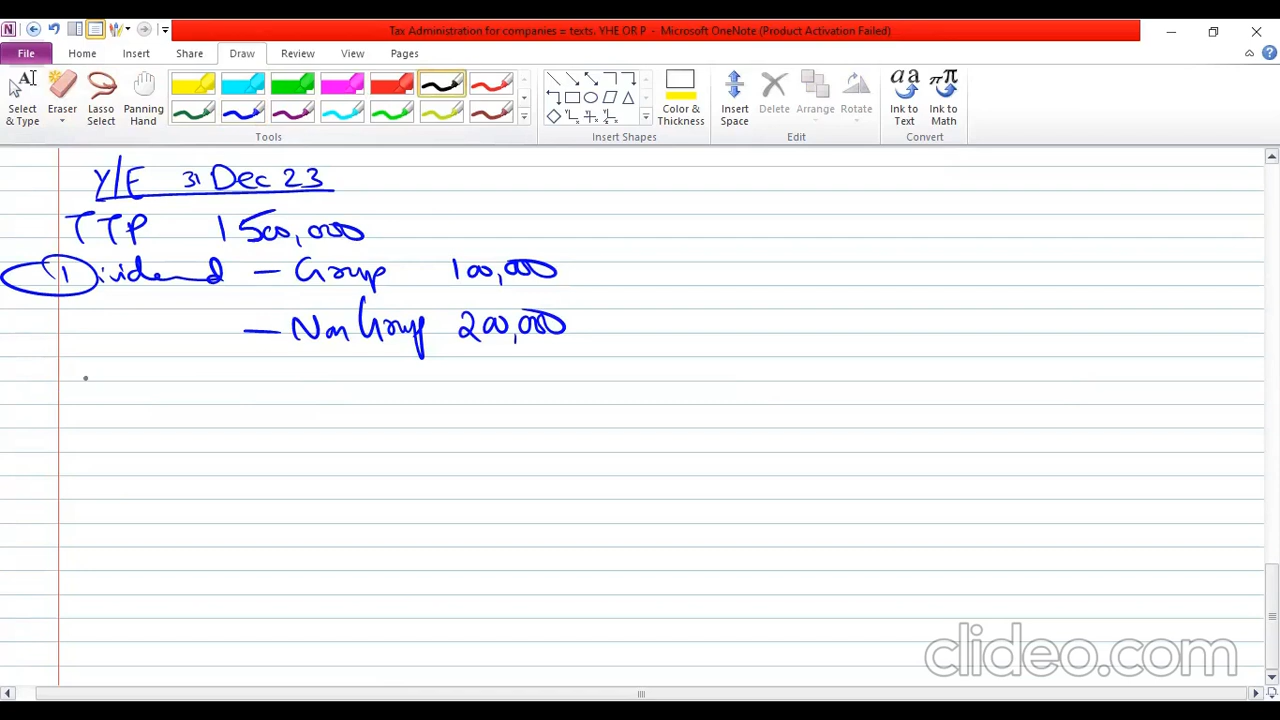 Tax Administration for companies = texts. YHE OR P - Microsoft OneNote (Product Activation Failed)
File Home Insert Share Draw Review View Pages
Select & Type
Eraser
Lasso Select
Panning Hand
Color & Thickness
Insert Space
Delete
Arrange
Rotate
Ink to Text
Ink to Math
Tools
Insert Shapes
Edit
Convert
Y/E 31 Dec 23
TTP 1500,000
Dividend — Group 100,000
— Non Group 200,000
clideo.com